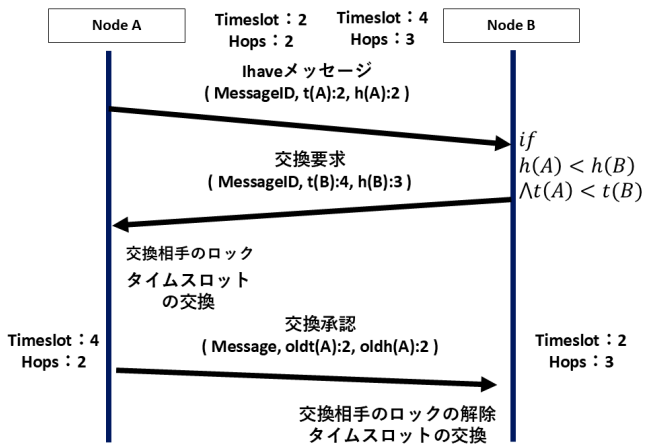 Node A
Timeslot：2
Hops：2
Timeslot：4
Hops：3
Node B
Ihaveメッセージ
( MessageID, t(A):2, h(A):2 )
if
h(A) < h(B)
∧t(A) < t(B)
交換要求
( MessageID, t(B):4, h(B):3 )
交換相手のロック
タイムスロット
の交換
Timeslot：4
Hops：2
交換承認
( Message, oldt(A):2, oldh(A):2 )
Timeslot：2
Hops：3
交換相手のロックの解除
タイムスロットの交換